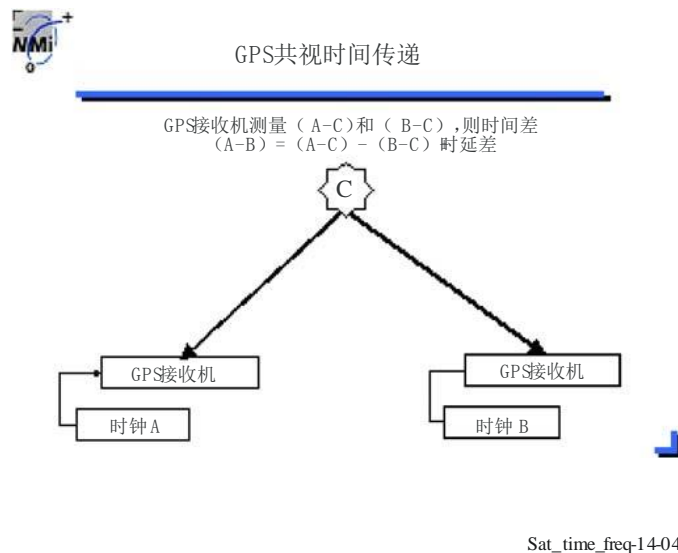 NMi
GPS共视时间传递
GPS接收机测量（A-C)和（B-C）,则时间差
（A-B）=（A-C）-（B-C）时延差
C
GPS接收机
GPS接收机
时钟A
时钟 B
Sat_time_freq-14-04